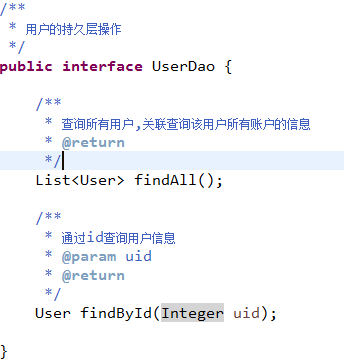 /**
 * 用户的持久层操作
 */
public interface UserDao {
    /**
     * 查询所有用户,关联查询该用户所有账户的信息
     * @return
     */
    List<User> findAll();
    /**
     * 通过id查询用户信息
     * @param uid
     * @return
     */
    User findById(Integer uid);
}